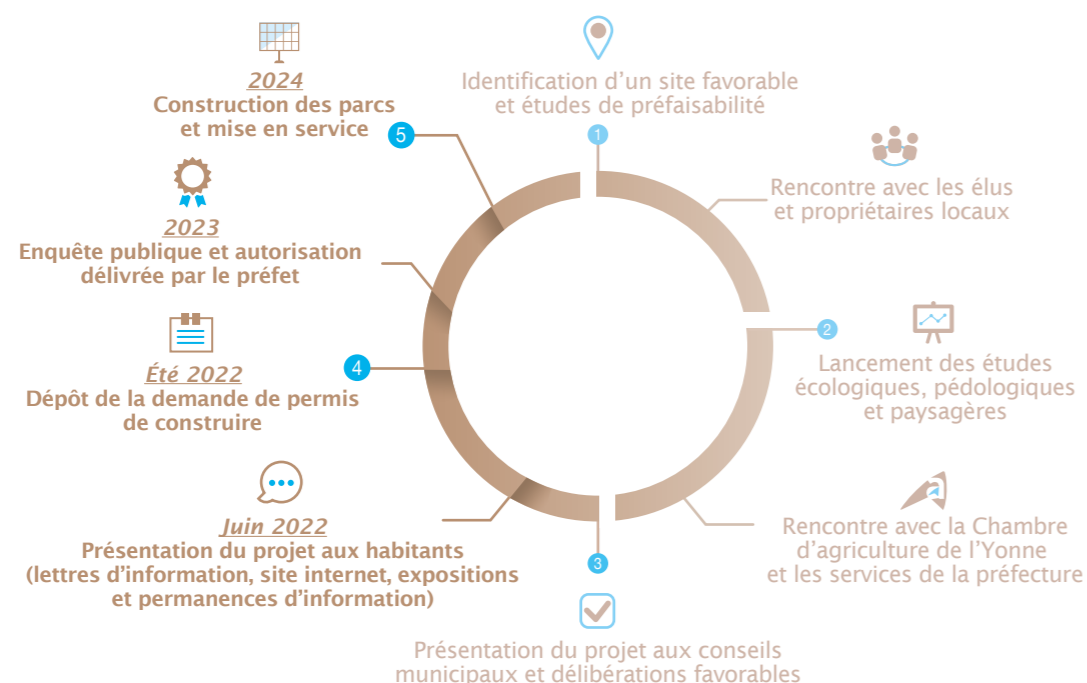 1
Identification d’un site favorable
et études de préfaisabilité
Rencontre avec les élus
et propriétaires locaux
2
Lancement des études
écologiques, pédologiques
et paysagères
Rencontre avec la Chambre
d’agriculture de l’Yonne
et les services de la préfecture
3
Présentation du projet aux conseils
municipaux et délibérations favorables
Juin 2022
Présentation du projet aux habitants
(lettres d’information, site internet, expositions
et permanences d’information)
4
Été 2022
Dépôt de la demande de permis
de construire
2023
Enquête publique et autorisation
délivrée par le préfet
5
2024
Construction des parcs
et mise en service